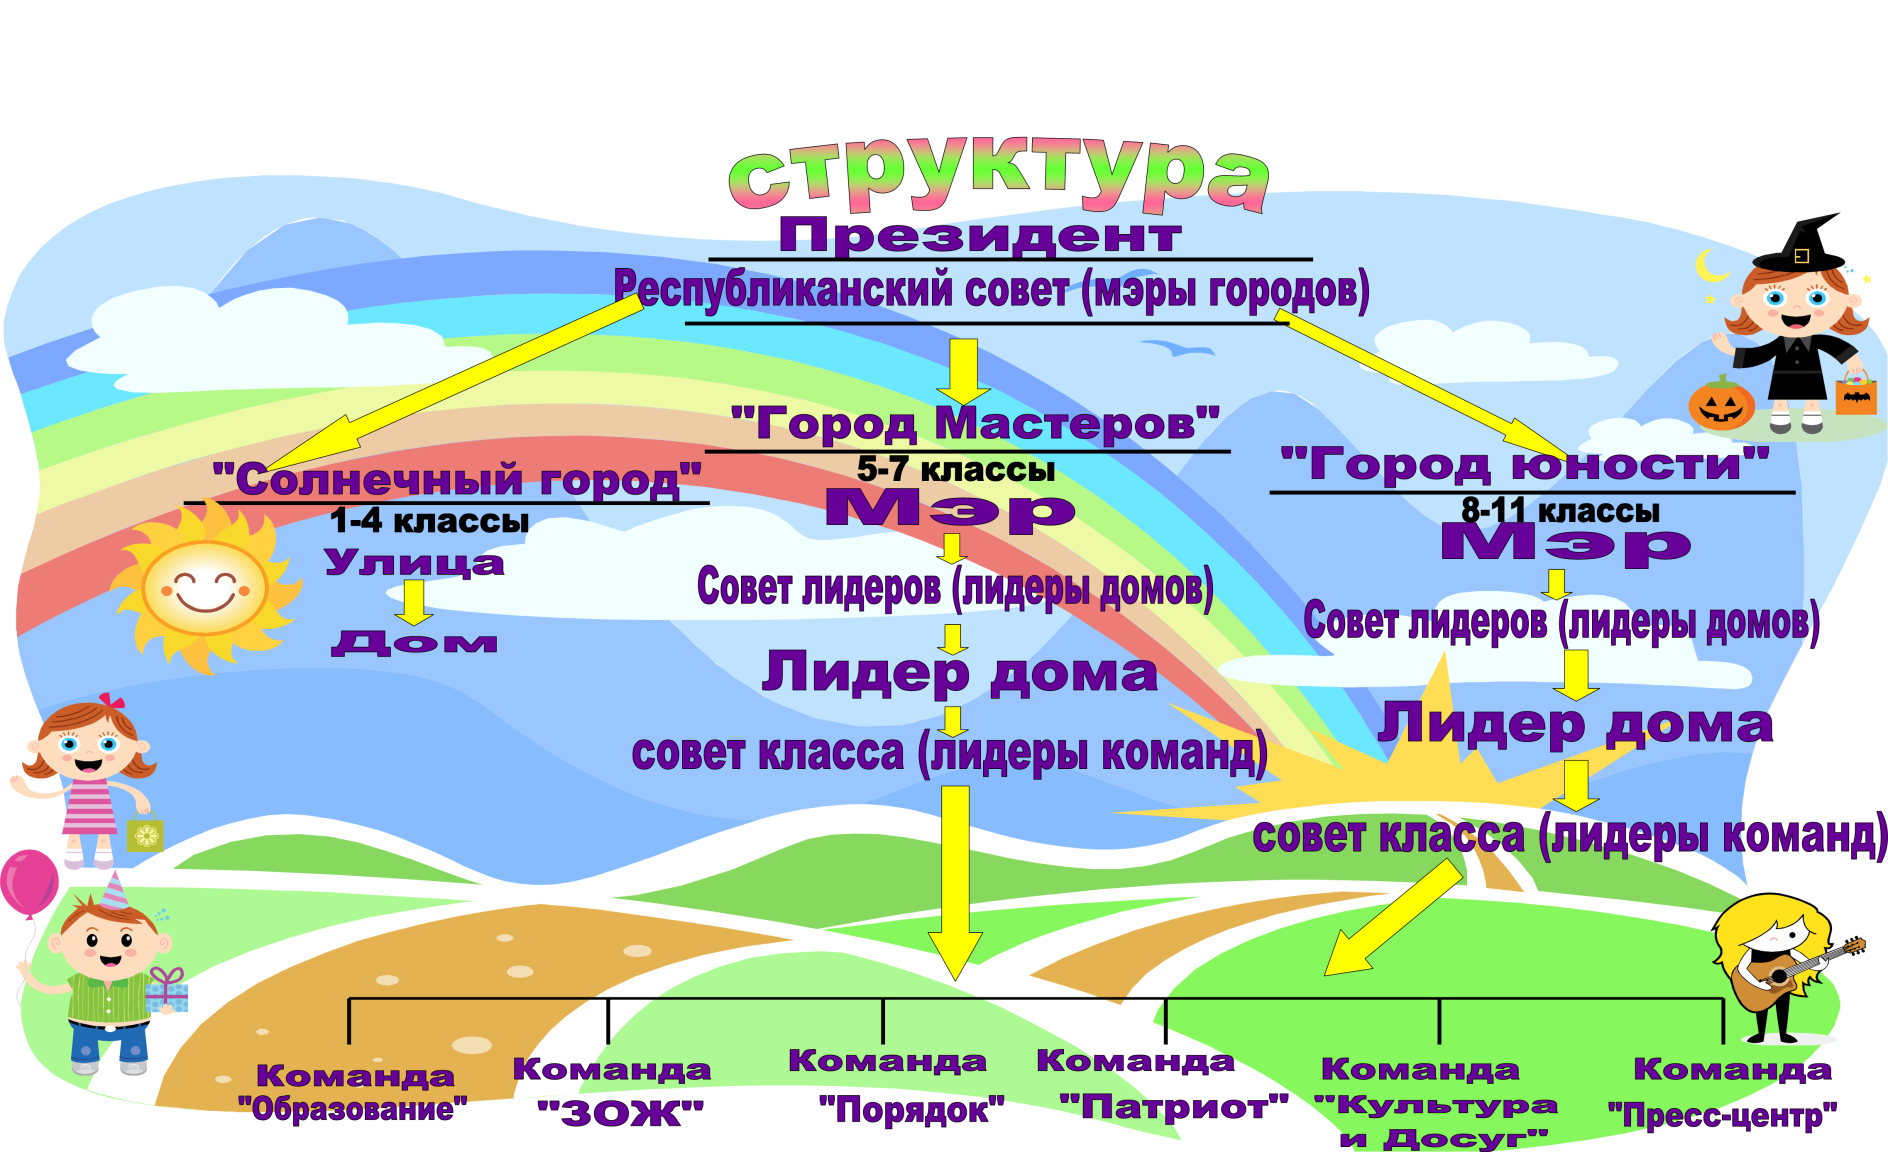 структура
Президент
Республиканский совет (мэры городов)
"Солнечный город"
1-4 классы
Улица
Дом
"Город Мастеров"
5-7 классы
Мэр
Совет лидеров (лидеры домов)
Лидер дома
совет класса (лидеры команд)
"Город юности"
8-11 классы
Мэр
Совет лидеров (лидеры домов)
Лидер дома
совет класса (лидеры команд)
Команда
"Образование"
Команда
"ЗОЖ"
Команда
"Порядок"
Команда
"Патриот"
Команда
"Культура
и Досуг"
Команда
"Пресс-центр"